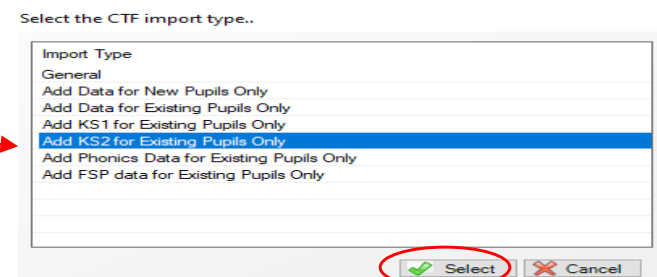 Select the CTF import type..
Import Type
General
Add Data for New Pupils Only
Add Data for Existing Pupils Only
Add KS1 for Existing Pupils Only
Add KS2 for Existing Pupils Only
Add Phonics Data for Existing Pupils Only
Add FSP data for Existing Pupils Only
Select Cancel